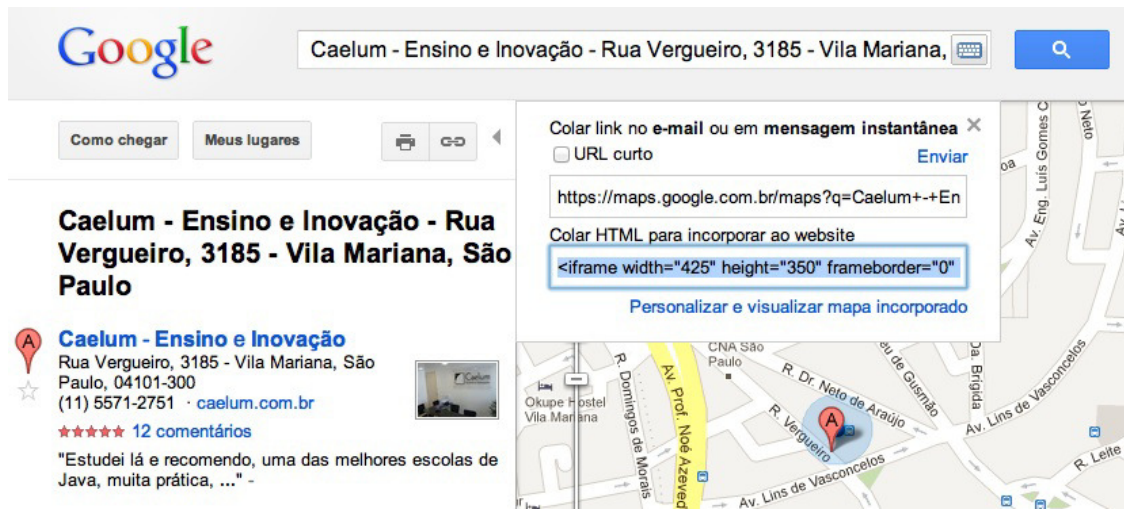 Google
Caelum - Ensino e Inovação - Rua Vergueiro, 3185 - Vila Mariana,
Como chegar
Meus lugares
Colar link no e-mail ou em mensagem instantânea
URL curto
Enviar
https://maps.google.com.br/maps?q=Caelum+-+En
Colar HTML para incorporar ao website
<iframe width="425" height="350" frameborder="0"
Personalizar e visualizar mapa incorporado
Caelum - Ensino e Inovação - Rua
Vergueiro, 3185 - Vila Mariana, São
Paulo
A
Caelum - Ensino e Inovação
Rua Vergueiro, 3185 - Vila Mariana, São
Paulo, 04101-300
(11) 5571-2751 · caelum.com.br
12 comentários
"Estudei lá e recomendo, uma das melhores escolas de
Java, muita prática, ..." -
Caelum
Av. Eng. Luís Gomes C
o Neto
CNA São
Paulo
Okupe Hostel
Vila Mariana
R. Domingos de Morais
Av. Prof. Noé Azeved
R. Dr. Neto de Araújo
R. Vergueiro
A
eu de Gusmão
Da. Brígida
Av. Lins de Vasconcelos
Av. Lins de Vasconcelos
R. Leite